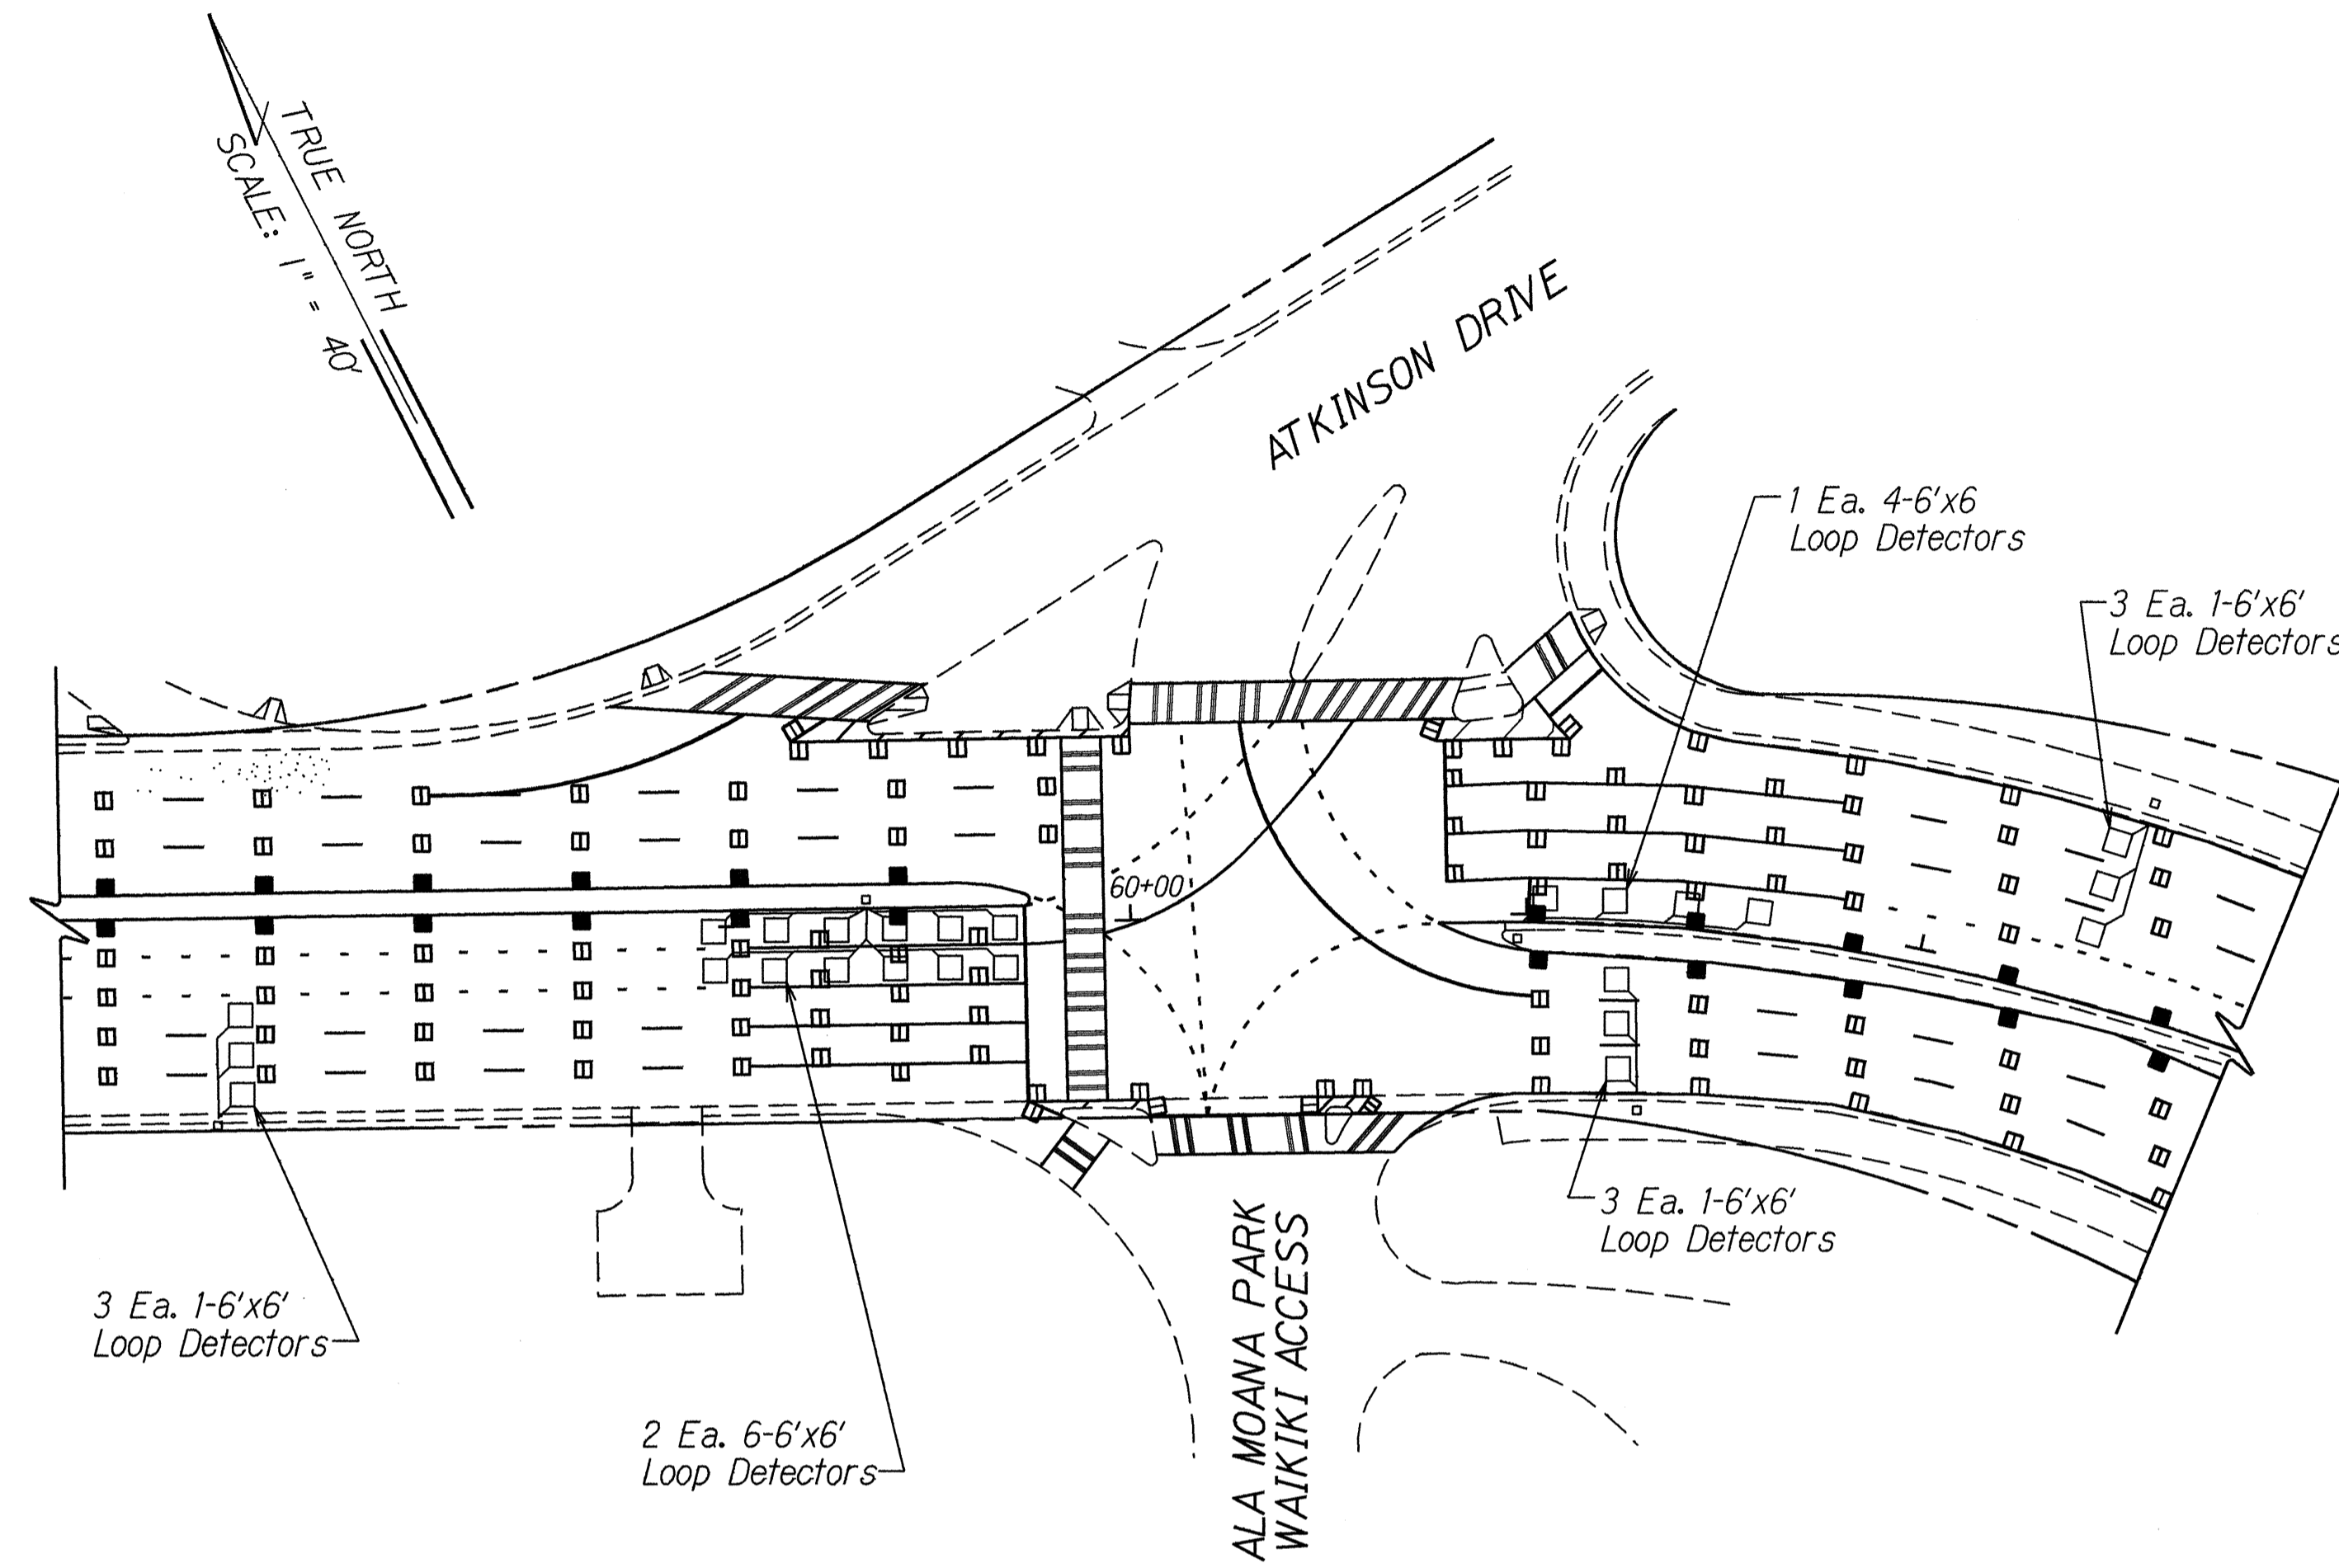 TRUE NORTH
SCALE: 1" = 40'
ATKINSON DRIVE
1 Ea. 4-6'x6
Loop Detectors
3 Ea. 1-6'x6'
Loop Detectors
60+00
3 Ea. 1-6'x6'
Loop Detectors
3 Ea. 1-6'x6'
Loop Detectors
2 Ea. 6-6'x6'
Loop Detectors
ALA MOANA PARK
WAIKIKI ACCESS